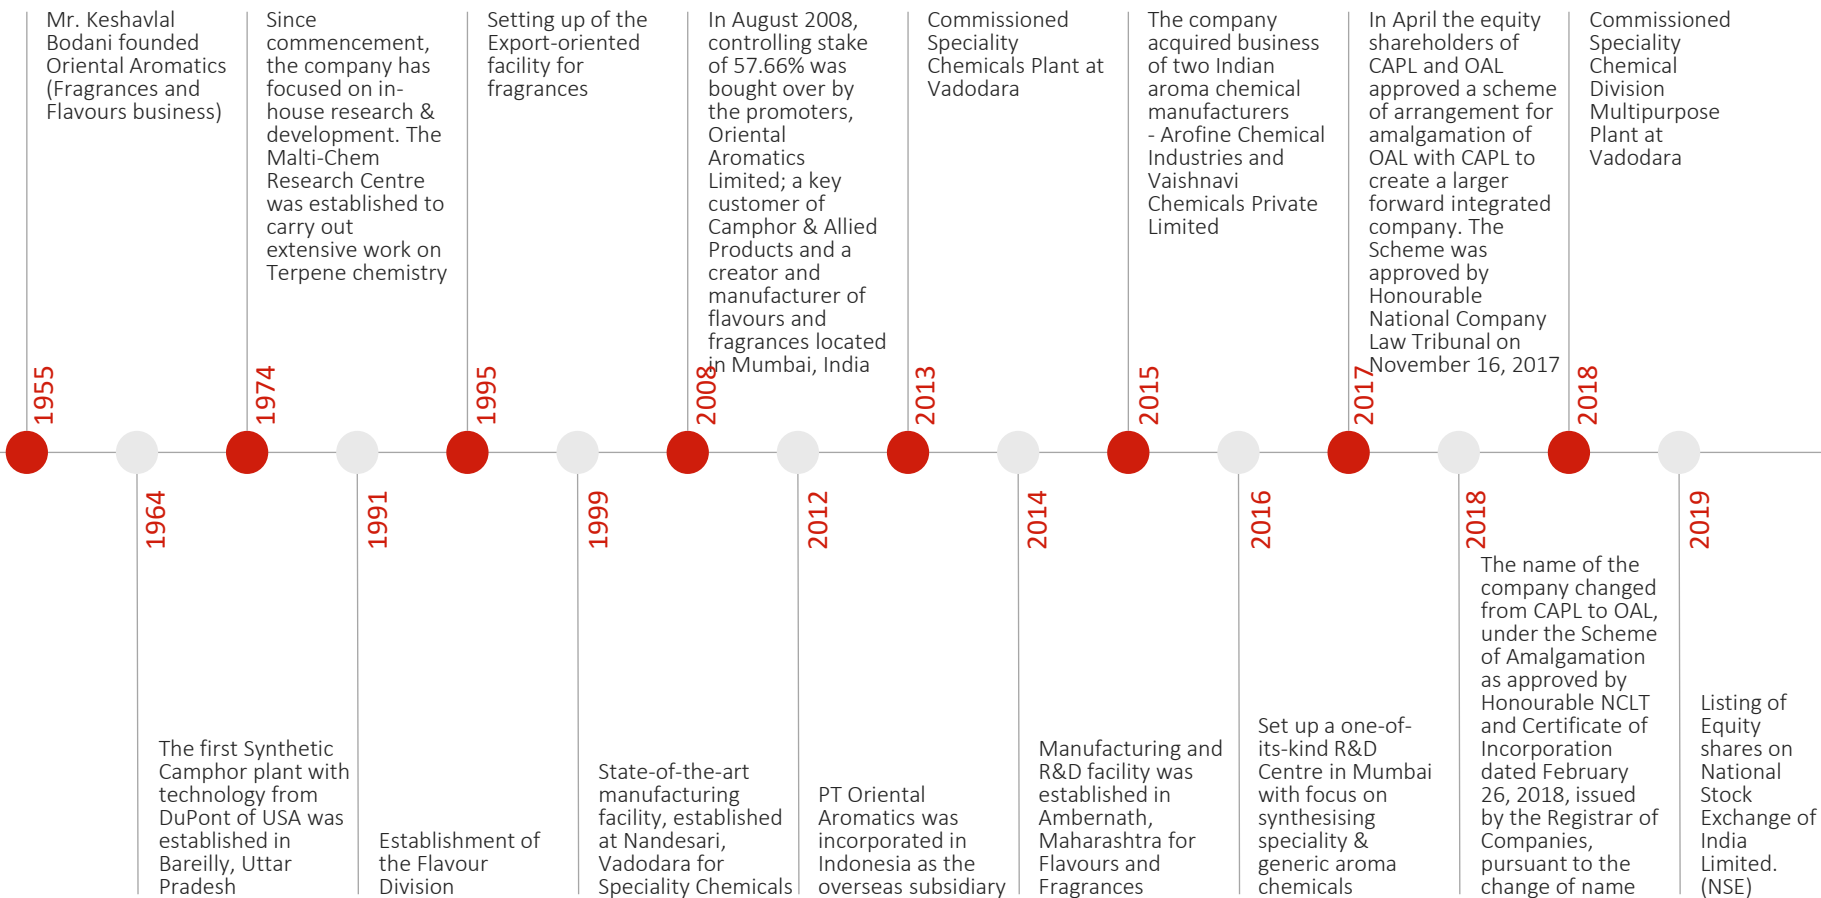 Mr. Keshavlal
Bodani founded
Oriental Aromatics
(Fragrances and
Flavours business)
1955
The first Synthetic
Camphor plant with
technology from
DuPont of USA was
established in
Bareilly, Uttar
Pradesh
1964
Since
commencement,
the company has
focused on in-
house research &
development. The
Malti-Chem
Research Centre
was established to
carry out
extensive work on
Terpene chemistry
1974
Establishment of
the Flavour
Division
1991
Setting up of the
Export-oriented
facility for
fragrances
1995
State-of-the-art
manufacturing
facility, established
at Nandesari,
Vadodara for
Speciality Chemicals
1999
In August 2008,
controlling stake
of 57.66% was
bought over by
the promoters,
Oriental
Aromatics
Limited; a key
customer of
Camphor & Allied
Products and a
creator and
manufacturer of
flavours and
fragrances located
in Mumbai, India
2008
PT Oriental
Aromatics was
incorporated in
Indonesia as the
overseas subsidiary
2012
Commissioned
Speciality
Chemicals Plant at
Vadodara
2013
Manufacturing and
R&D facility was
established in
Ambernath,
Maharashtra for
Flavours and
Fragrances
2014
The company
acquired business
of two Indian
aroma chemical
manufacturers
- Arofine Chemical
Industries and
Vaishnavi
Chemicals Private
Limited
2015
Set up a one-of-
its-kind R&D
Centre in Mumbai
with focus on
synthesising
speciality &
generic aroma
chemicals
2016
In April the equity
shareholders of
CAPL and OAL
approved a scheme
of arrangement for
amalgamation of
OAL with CAPL to
create a larger
forward integrated
company. The
Scheme was
approved by
Honourable
National Company
Law Tribunal on
November 16, 2017
2017
The name of the
company changed
from CAPL to OAL,
under the Scheme
of Amalgamation
as approved by
Honourable NCLT
and Certificate of
Incorporation
dated February
26, 2018, issued
by the Registrar of
Companies,
pursuant to the
change of name
2018
Commissioned
Speciality
Chemical
Division
Multipurpose
Plant at
Vadodara
2018
Listing of
Equity
shares on
National
Stock
Exchange of
India
Limited.
(NSE)
2019